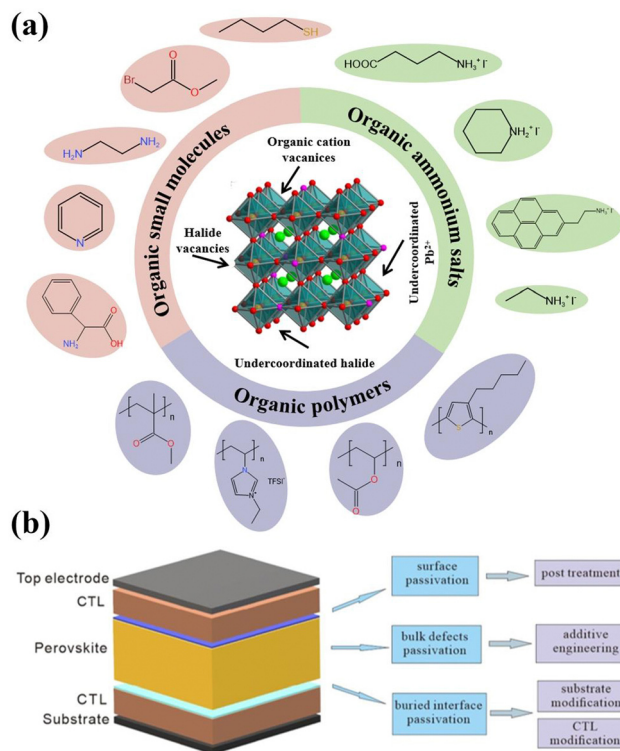 (a)
SH
Br
O
O
H₂N
NH₂
N
O
NH₂
OH
HOOC
NH₃⁺ I⁻
NH₂⁺ I⁻
NH₃⁺ I⁻
NH₃⁺ I⁻
Organic small molecules
Organic ammonium salts
Organic polymers
Organic cation
vacanices
Halide
vacancies
Undercoordinated
Pb²⁺
Undercoordinated halide
n
O
O
n
N
N⁺
TFSI⁻
n
O
O
S
n
(b)
Top electrode
CTL
Perovskite
CTL
Substrate
surface
passivation
post treatment
bulk defects
passivation
additive
engineering
buried interface
passivation
substrate
modification
CTL
modification